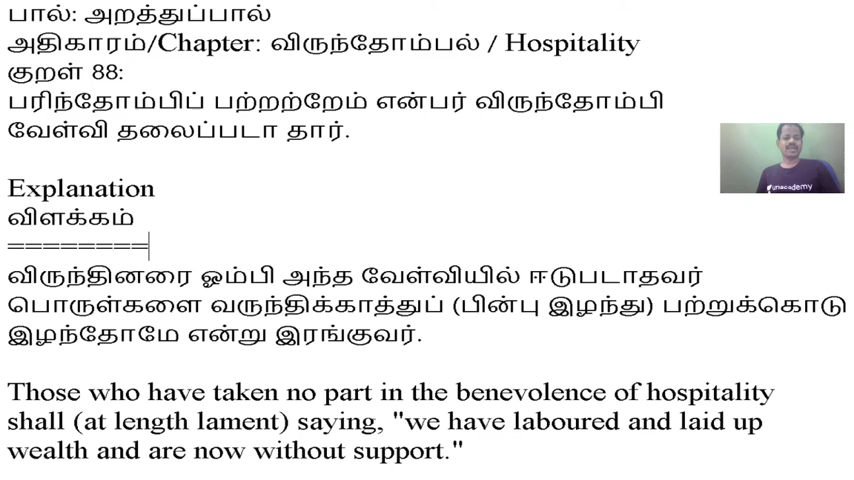 பால்: அறத்துப்பால்
அதிகாரம்/Chapter: விருந்தோம்பல் / Hospitality
குறள் 88:
பரிந்தோம்பிப் பற்றற்றேம் என்பர் விருந்தோம்பி
வேள்வி தலைப்படா தார்.
unacademy
Explanation
விளக்கம்
========
விருந்தினரை ஓம்பி அந்த வேள்வியில் ஈடுபடாதவர்
பொருள்களை வருந்திக்காத்துப் (பின்பு இழந்து) பற்றுக்கொடு
இழந்தோமே என்று இரங்குவர்.
Those who have taken no part in the benevolence of hospitality
shall (at length lament) saying, "we have laboured and laid up
wealth and are now without support."